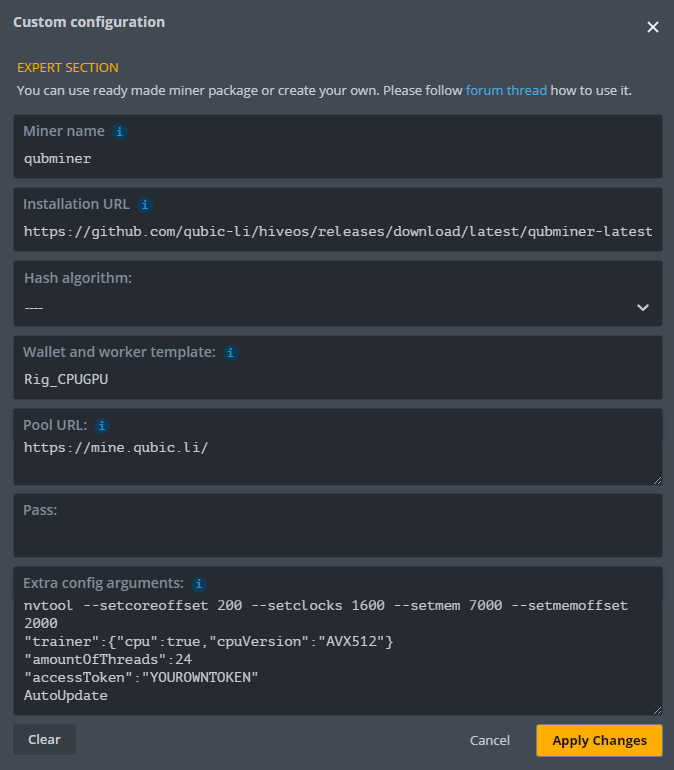 Custom configuration
EXPERT SECTION
You can use ready made miner package or create your own. Please follow forum thread how to use it.
Miner name
qubminer
Installation URL
https://github.com/qubic-li/hiveos/releases/download/latest/qubminer-latest
Hash algorithm:
----
Wallet and worker template:
Rig_CPUGPU
Pool URL:
https://mine.qubic.li/
Pass:
Extra config arguments:
nvtool --setcoreoffset 200 --setclocks 1600 --setmem 7000 --setmemoffset
2000
"trainer":{"cpu":true,"cpuVersion":"AVX512"}
"amountOfThreads":24
"accessToken":"YOUROWNTOKEN"
AutoUpdate
Clear
Cancel
Apply Changes